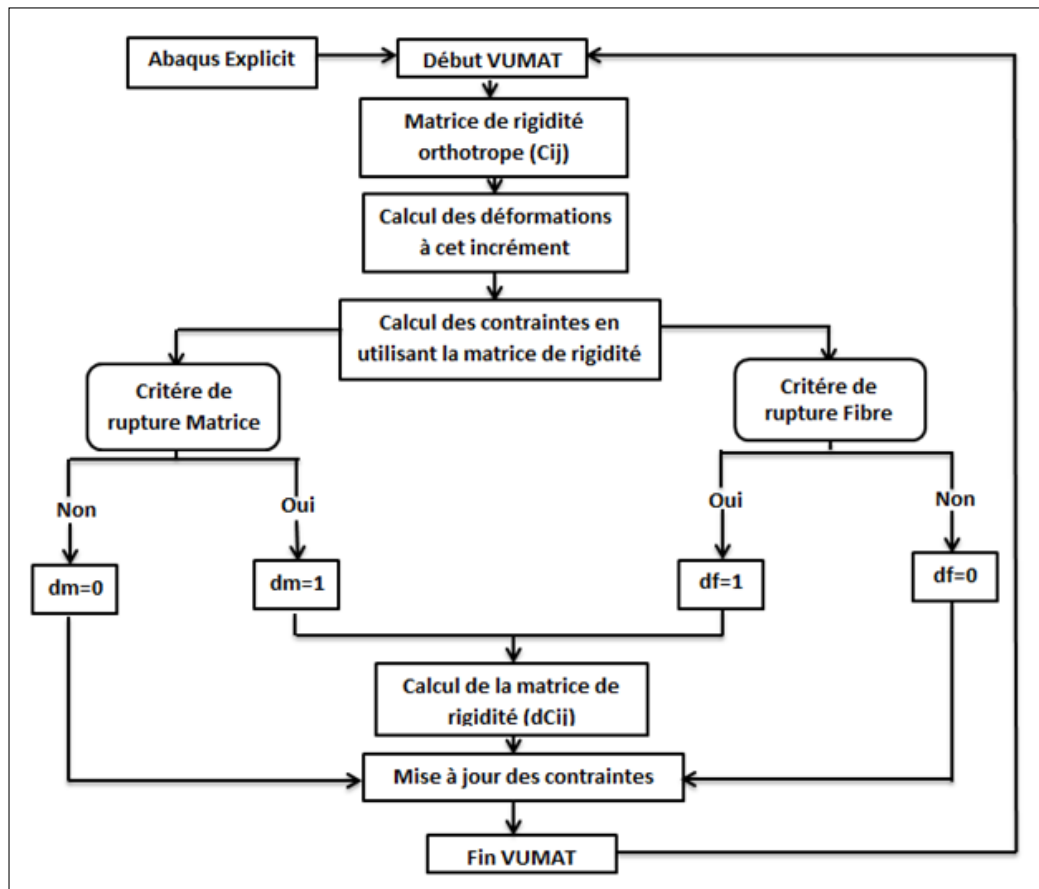 Abaqus Explicit
Début VUMAT
Matrice de rigidité
orthotrope (Cij)
Calcul des déformations
à cet incrément
Calcul des contraintes en
utilisant la matrice de rigidité
Critére de
rupture Matrice
Critére de
rupture Fibre
Non
Oui
Oui
Non
dm=0
dm=1
df=1
df=0
Calcul de la matrice de
rigidité (dCij)
Mise à jour des contraintes
Fin VUMAT